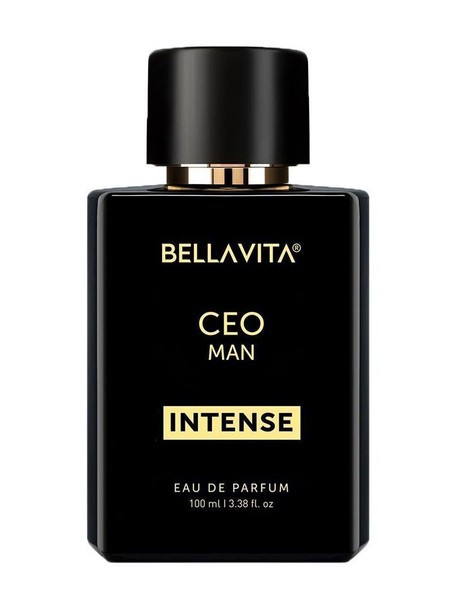 BELLAVITA®
CEO
MAN
INTENSE
EAU DE PARFUM
100 ml I 3.38 fl. oz